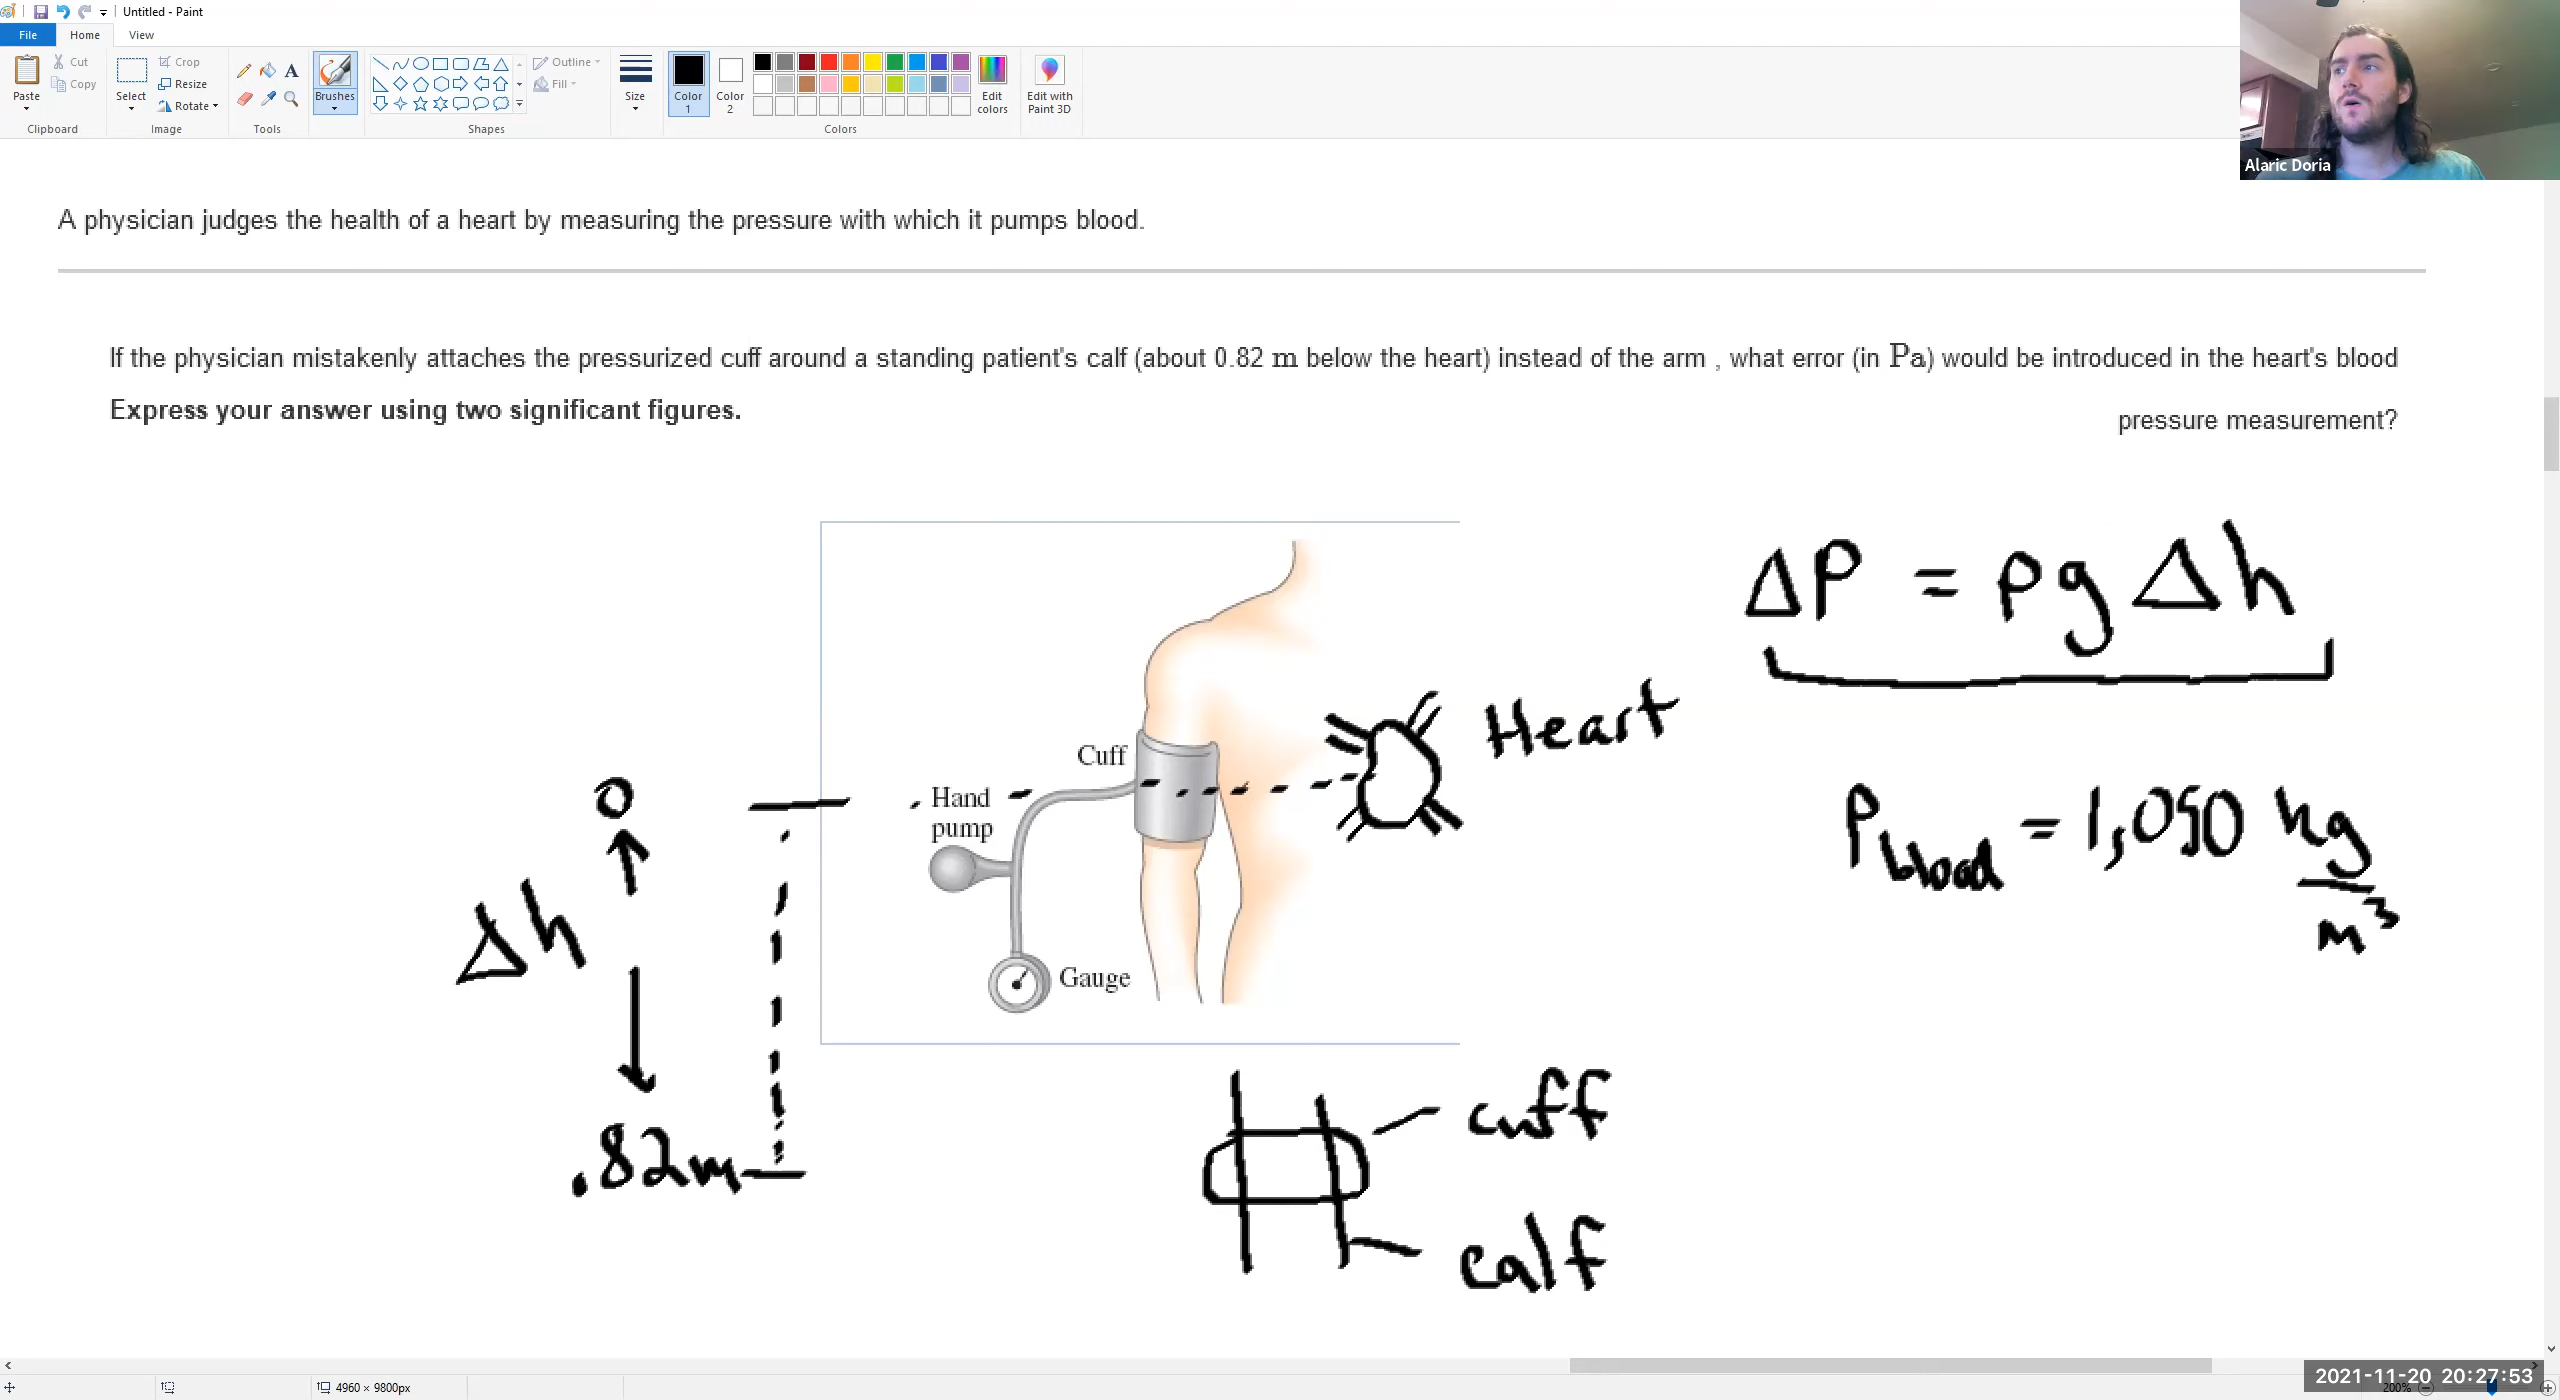 Untitled - Paint
File Home View
Paste
Cut
Copy
Clipboard
Select
Crop
Resize
Rotate
Image
Tools
Brushes
Shapes
Outline
Fill
Size
Color 1
Color 2
Colors
Edit colors
Edit with Paint 3D
Alaric Doria
A physician judges the health of a heart by measuring the pressure with which it pumps blood.
If the physician mistakenly attaches the pressurized cuff around a standing patient's calf (about 0.82 m below the heart) instead of the arm , what error (in Pa) would be introduced in the heart's blood
pressure measurement?
Express your answer using two significant figures.
ΔP = ρgΔh
Heart
Cuff
Hand
pump
Gauge
0
Δh
.82m
ρblood = 1,050 kg/m³
cuff
calf
4960 × 9800px
2021-11-20 20:27:53
200%